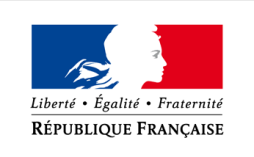 Liberté • Égalité • Fraternité
RÉPUBLIQUE FRANÇAISE